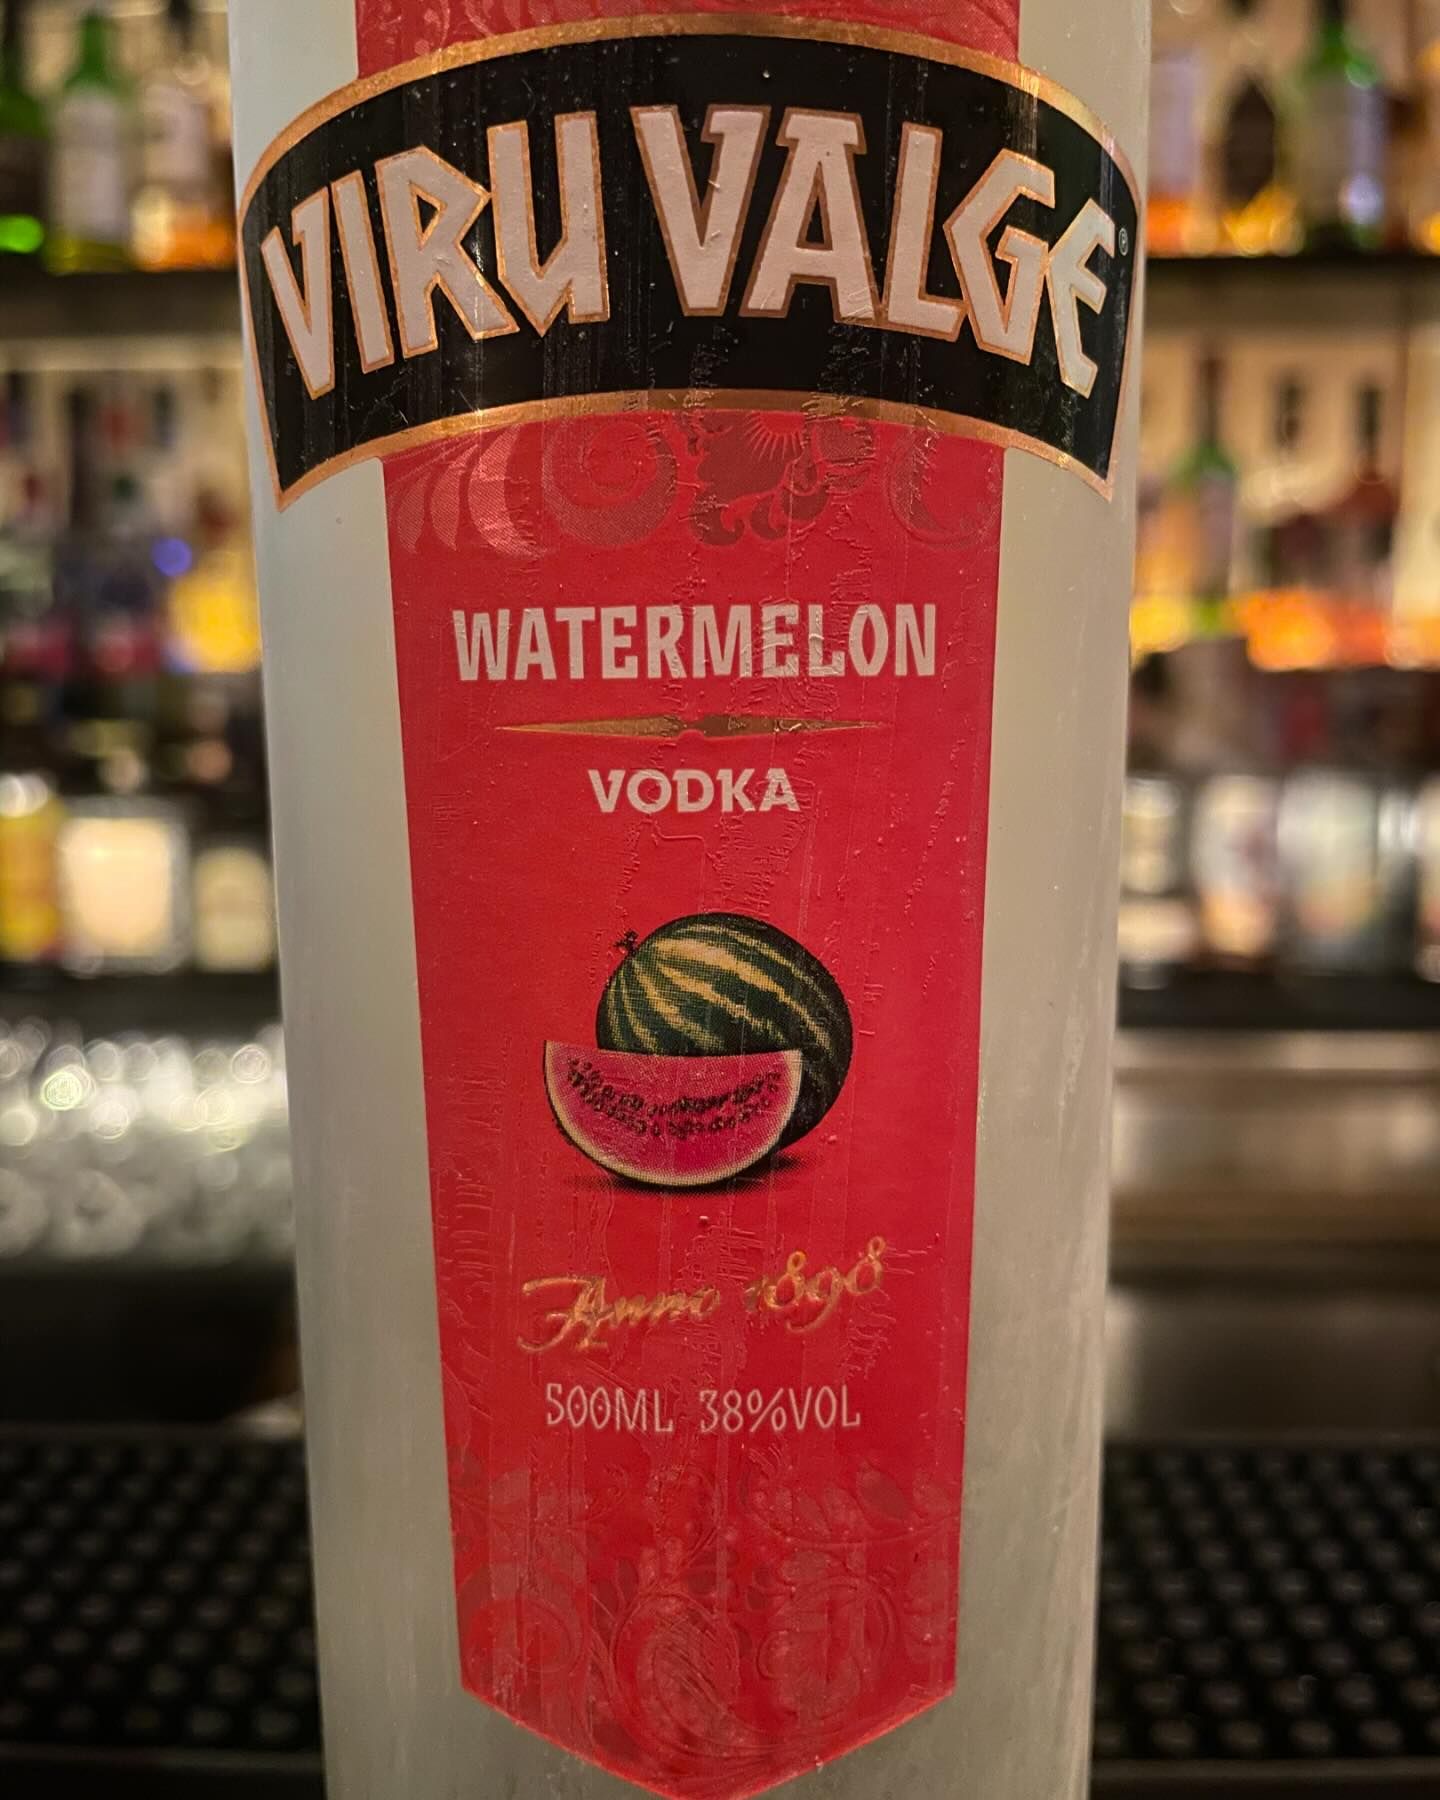 VIRU VALGE ®
WATERMELON
VODKA
Anno 1898
500ML 38%VOL